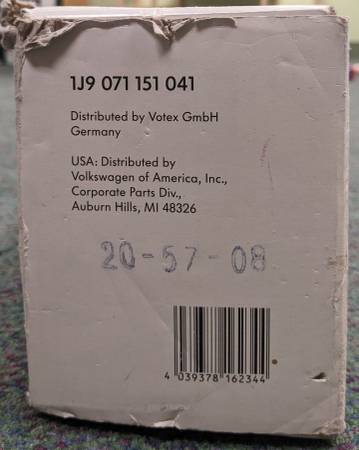 1J9 071 151 041
Distributed by Votex GmbH
Germany
USA: Distributed by
Volkswagen of America, Inc.,
Corporate Parts Div.,
Auburn Hills, MI 48326
20-57-08
4 039378 162344